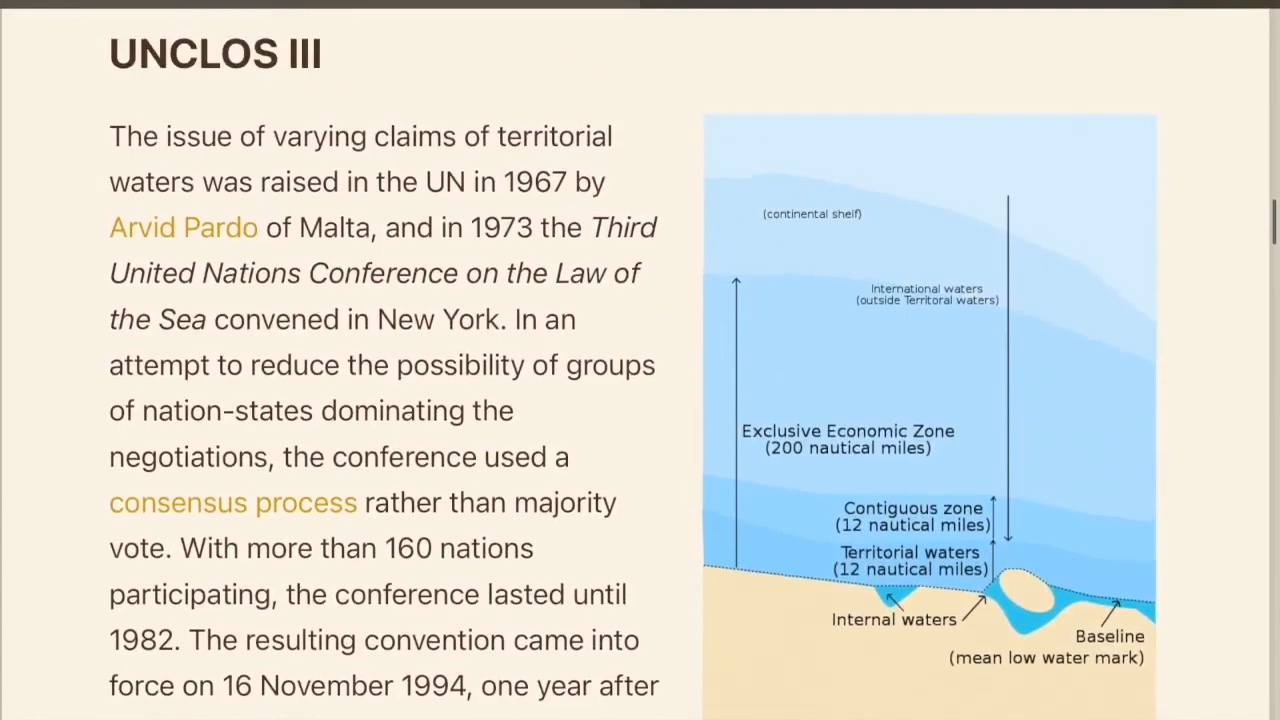 UNCLOS III
The issue of varying claims of territorial
waters was raised in the UN in 1967 by
Arvid Pardo of Malta, and in 1973 the Third
United Nations Conference on the Law of
the Sea convened in New York. In an
attempt to reduce the possibility of groups
of nation-states dominating the
negotiations, the conference used a
consensus process rather than majority
vote. With more than 160 nations
participating, the conference lasted until
1982. The resulting convention came into
force on 16 November 1994, one year after
(continental shelf)
International waters
(outside Territoral waters)
Exclusive Economic Zone
(200 nautical miles)
Contiguous zone
(12 nautical miles)
Territorial waters
(12 nautical miles)
Internal waters
Baseline
(mean low water mark)